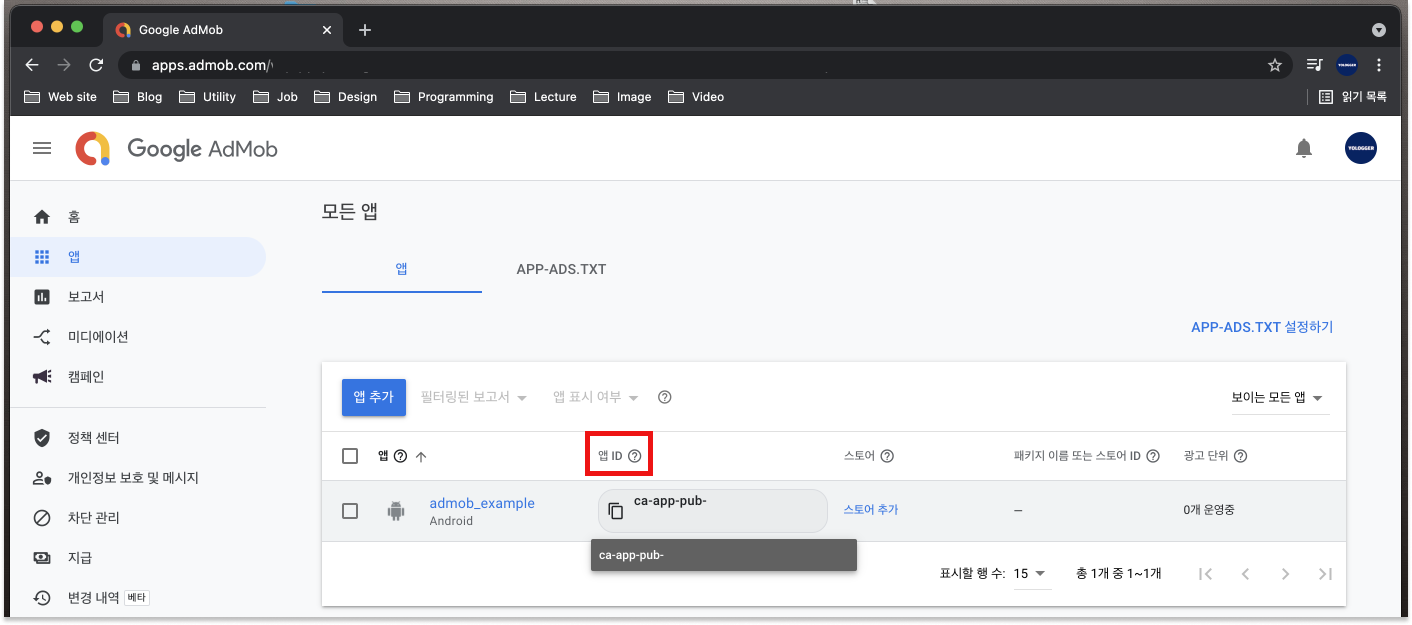 Google AdMob
apps.admob.com/
Web site Blog Utility Job Design Programming Lecture Image Video 읽기 목록
Google AdMob
YOLOGGER
홈
앱
보고서
미디에이션
캠페인
정책 센터
개인정보 보호 및 메시지
차단 관리
지급
변경 내역 베타
모든 앱
앱 APP-ADS.TXT
APP-ADS.TXT 설정하기
앱 추가 필터링된 보고서 앱 표시 여부 보이는 모든 앱
앱 앱 ID 스토어 패키지 이름 또는 스토어 ID 광고 단위
admob_example ca-app-pub- 스토어 추가 – 0개 운영중
Android
ca-app-pub-
표시할 행 수: 15 총 1개 중 1~1개